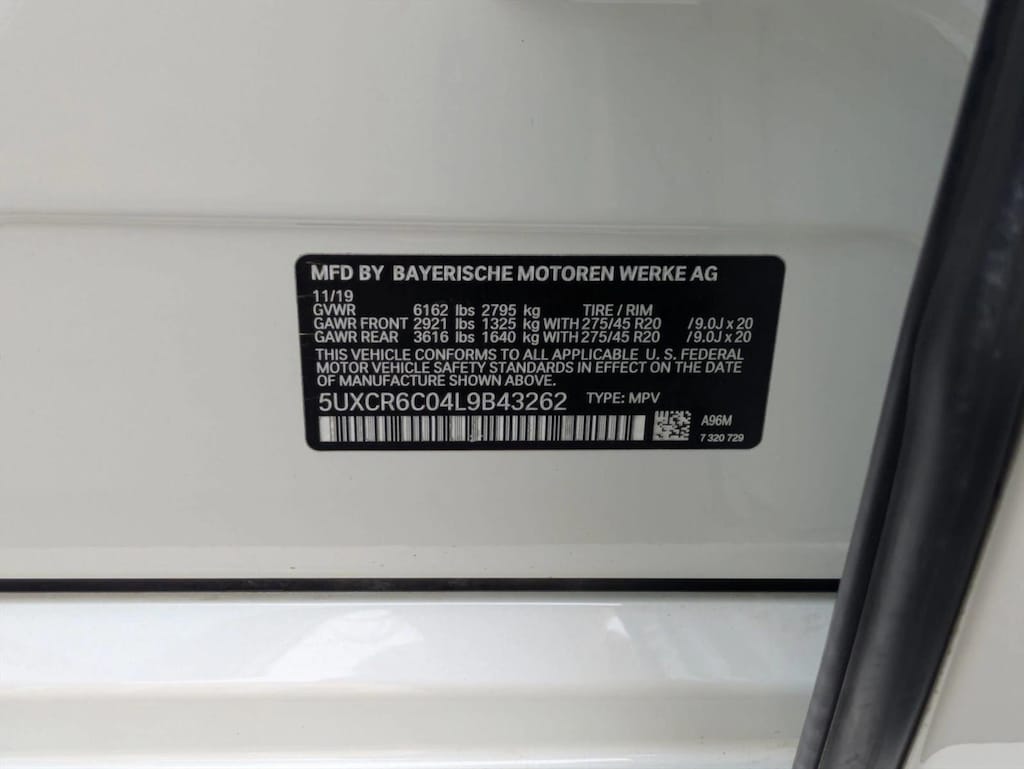 MFD BY BAYERISCHE MOTOREN WERKE AG
11/19
GVWR 6162 lbs 2795 kg TIRE / RIM
GAWR FRONT 2921 lbs 1325 kg WITH 275/45 R20 /9.0J x 20
GAWR REAR 3616 lbs 1640 kg WITH 275/45 R20 /9.0J x 20
THIS VEHICLE CONFORMS TO ALL APPLICABLE U. S. FEDERAL
MOTOR VEHICLE SAFETY STANDARDS IN EFFECT ON THE DATE
OF MANUFACTURE SHOWN ABOVE.
5UXCR6C04L9B43262 TYPE: MPV
A96M
7 320 729